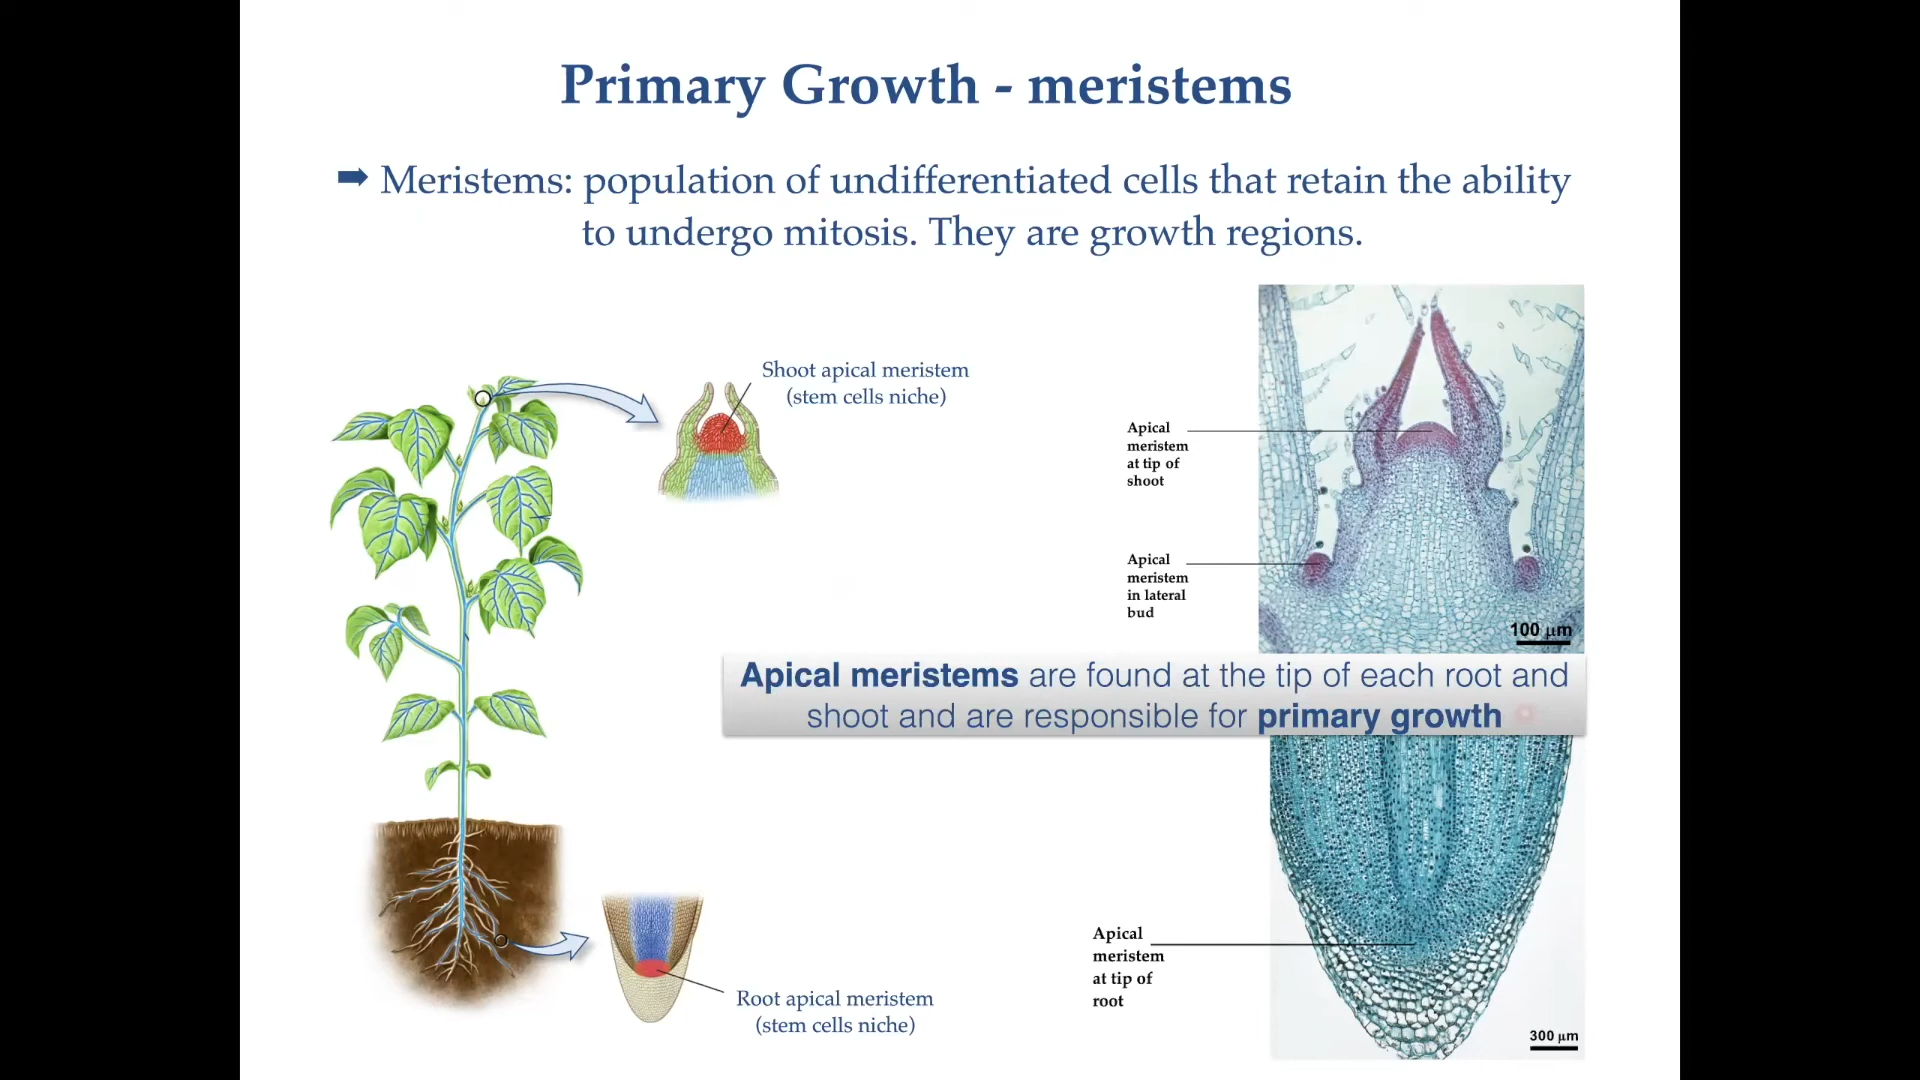 Primary Growth - meristems
➡ Meristems: population of undifferentiated cells that retain the ability
to undergo mitosis. They are growth regions.
Shoot apical meristem
(stem cells niche)
Apical
meristem
at tip of
shoot
Apical
meristem
in lateral
bud
100 µm
Apical meristems are found at the tip of each root and
shoot and are responsible for primary growth
Apical
meristem
at tip of
root
Root apical meristem
(stem cells niche)
300 µm